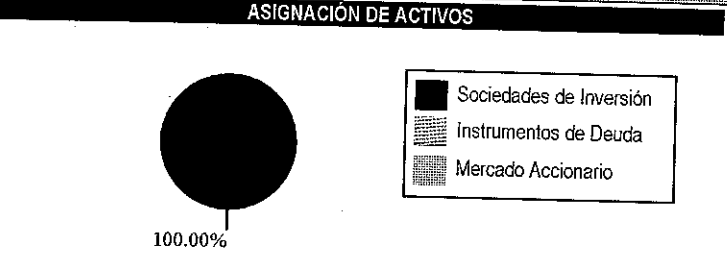 ASIGNACIÓN DE ACTIVOS
Sociedades de Inversión
Instrumentos de Deuda
Mercado Accionario
100.00%